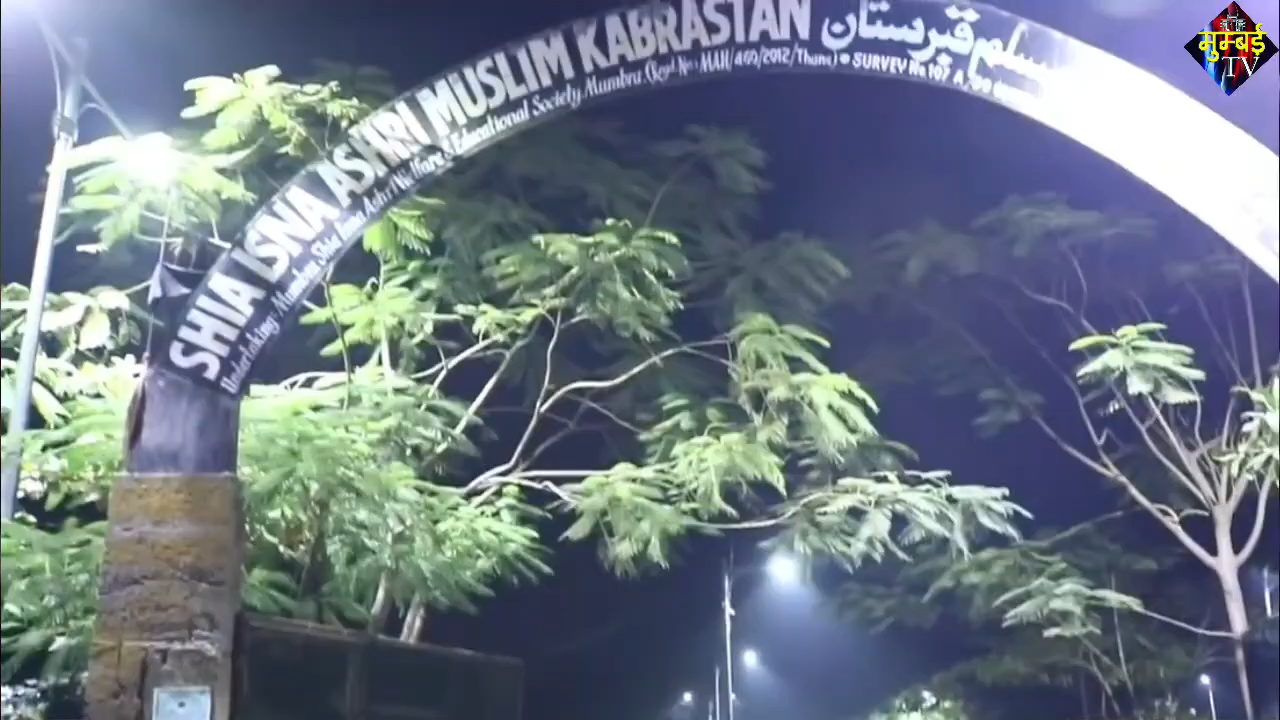 SHIA ISNA ASHRI MUSLIM KABRASTAN قبرستان مسلم
Undertaking:- Mumbra Shia Isna Ashri Welfare & Educational Society Mumbra (Regd No:- MAH/460/2012/Thane) • SURVEY No 107 A
मुम्बई
TV